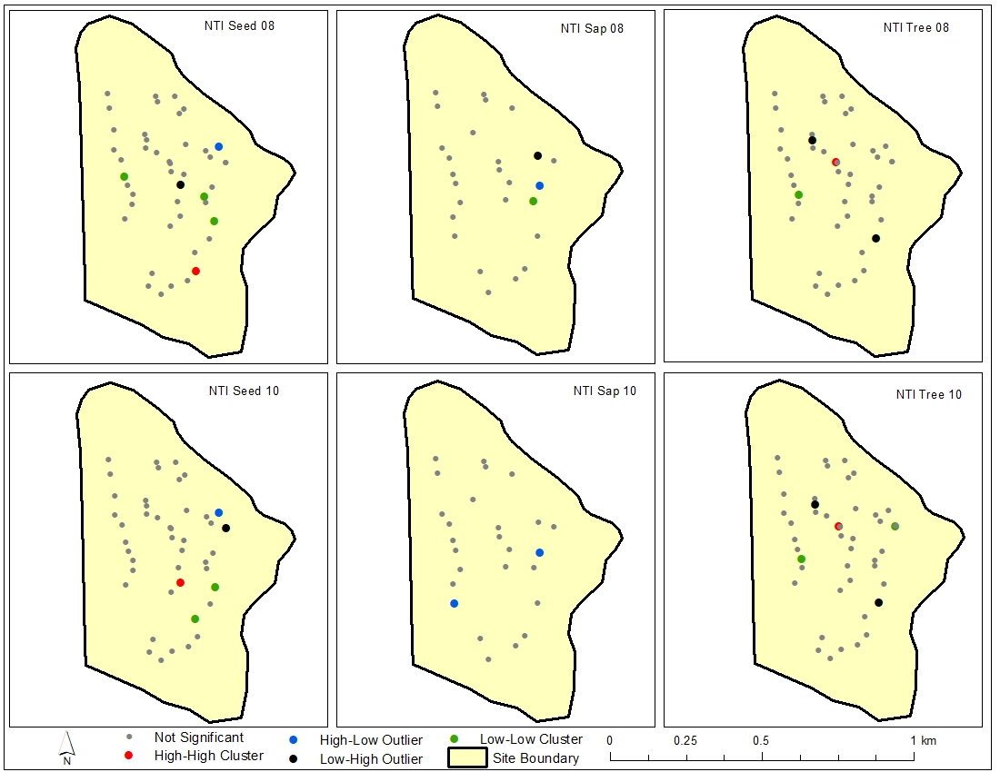 NTI Seed 08
NTI Sap 08
NTI Tree 08
NTI Seed 10
NTI Sap 10
NTI Tree 10
N
Not Significant
High-High Cluster
High-Low Outlier
Low-High Outlier
Low-Low Cluster
Site Boundary
0 0.25 0.5 1 km